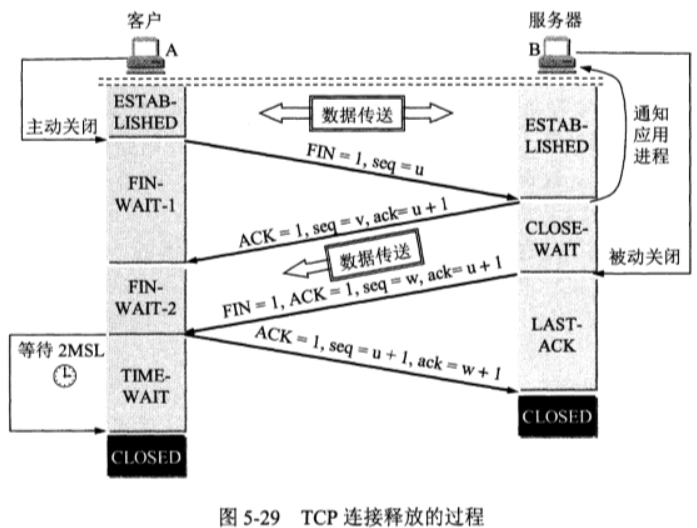 客户
服务器
A
B
ESTAB-
LISHED
数据传送
ESTAB-
LISHED
通知
应用
进程
主动关闭
FIN = 1, seq = u
FIN-
WAIT-1
ACK = 1, seq = v, ack= u + 1
CLOSE-
WAIT
数据传送
被动关闭
FIN-
WAIT-2
FIN = 1, ACK = 1, seq = w, ack= u + 1
等待 2MSL
ACK = 1, seq = u + 1, ack = w + 1
LAST-
ACK
TIME-
WAIT
CLOSED
CLOSED
图 5-29 TCP 连接释放的过程